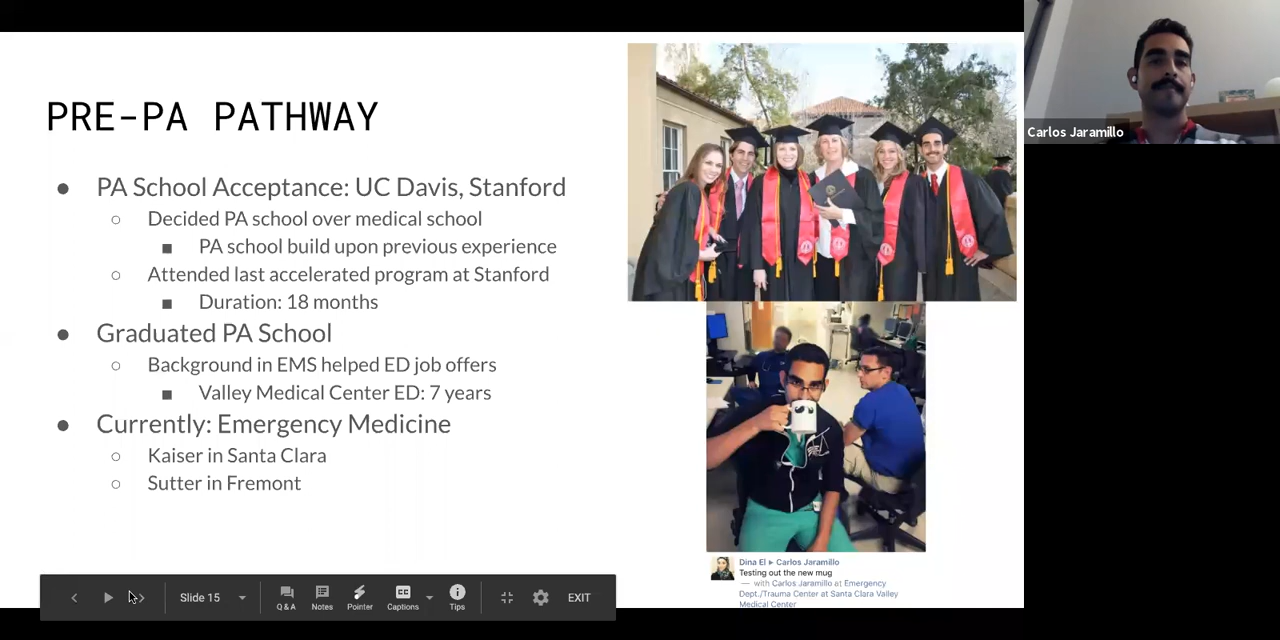 PRE-PA PATHWAY
● PA School Acceptance: UC Davis, Stanford
○ Decided PA school over medical school
■ PA school build upon previous experience
○ Attended last accelerated program at Stanford
■ Duration: 18 months
● Graduated PA School
○ Background in EMS helped ED job offers
■ Valley Medical Center ED: 7 years
● Currently: Emergency Medicine
○ Kaiser in Santa Clara
○ Sutter in Fremont
Dina El ▸ Carlos Jaramillo
Testing out the new mug
— with Carlos Jaramillo at Emergency
Dept./Trauma Center at Santa Clara Valley
Medical Center
Carlos Jaramillo
Slide 15
Q & A
Notes
Pointer
Captions
Tips
EXIT